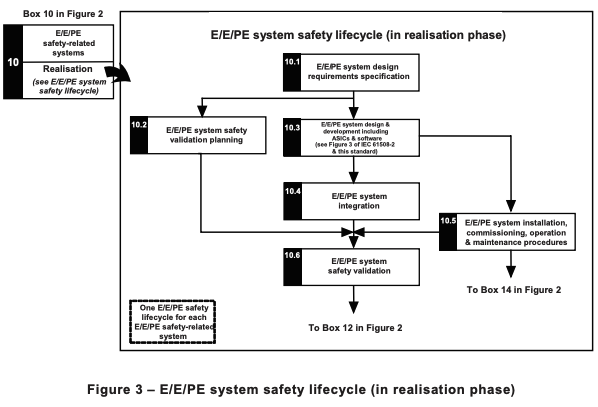 Box 10 in Figure 2
10
E/E/PE
safety-related
systems
Realisation
(see E/E/PE system
safety lifecycle)
E/E/PE system safety lifecycle (in realisation phase)
10.1
E/E/PE system design
requirements specification
10.2
E/E/PE system safety
validation planning
10.3
E/E/PE system design &
development including
ASICs & software
(see Figure 3 of IEC 61508-2
& this standard)
10.4
E/E/PE system
integration
10.5
E/E/PE system installation,
commissioning, operation
& maintenance procedures
10.6
E/E/PE system
safety validation
To Box 14 in Figure 2
One E/E/PE safety
lifecycle for each
E/E/PE safety-related
system
To Box 12 in Figure 2
Figure 3 – E/E/PE system safety lifecycle (in realisation phase)